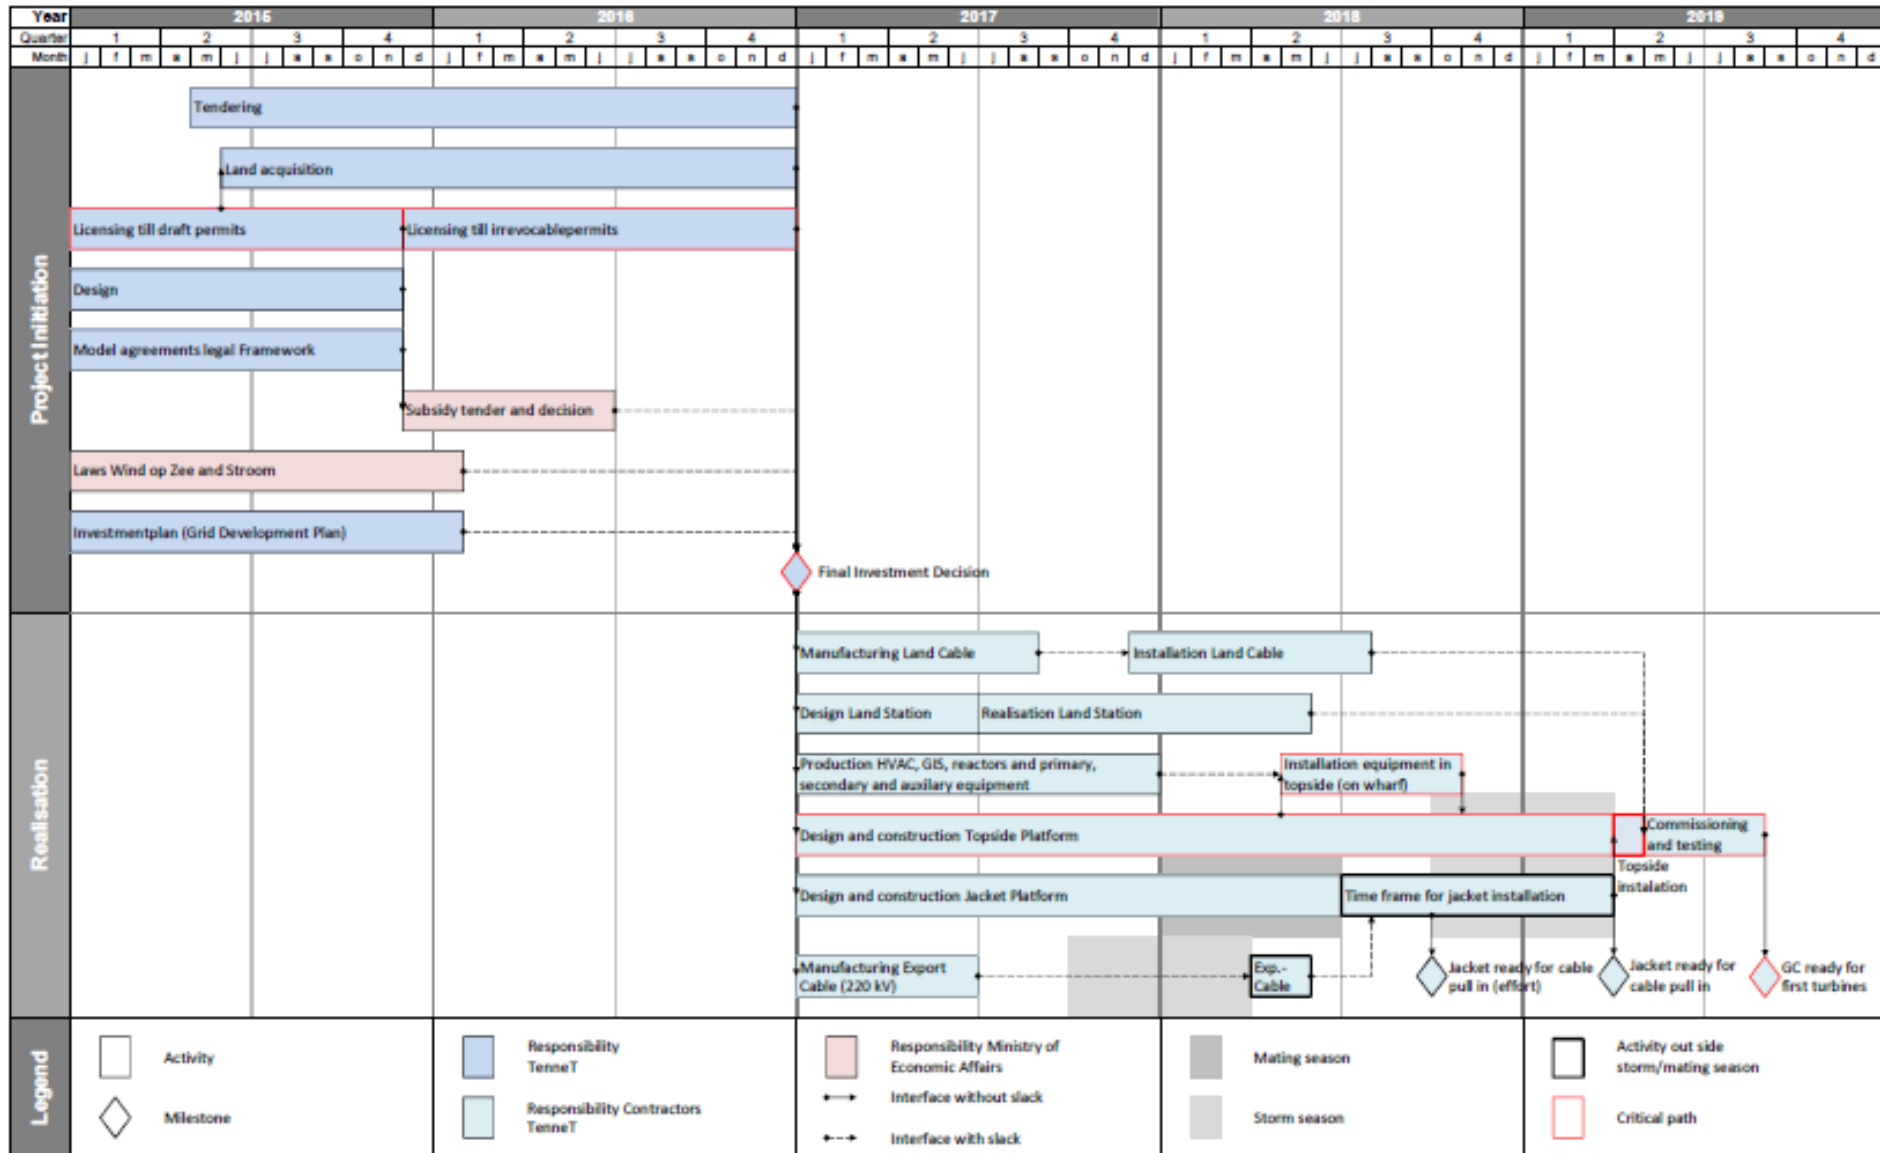 Year 2015 2016 2017 2018 2019
Quarter 1 2 3 4 1 2 3 4 1 2 3 4 1 2 3 4 1 2 3 4
Month j f m a m j j a s o n d j f m a m j j a s o n d j f m a m j j a s o n d j f m a m j j a s o n d j f m a m j j a s o n d
Project Initiation
Tendering
Land acquisition
Licensing till draft permits
Licensing till irrevocablepermits
Design
Model agreements legal Framework
Subsidy tender and decision
Laws Wind op Zee and Stroom
Investmentplan (Grid Development Plan)
Final Investment Decision
Realisation
Manufacturing Land Cable
Installation Land Cable
Design Land Station
Realisation Land Station
Production HVAC, GIS, reactors and primary,
secondary and auxilary equipment
Installation equipment in
topside (on wharf)
Design and construction Topside Platform
Commissioning
and testing
Topside
instalation
Design and construction Jacket Platform
Time frame for jacket installation
Manufacturing Export
Cable (220 kV)
Exp.-
Cable
Jacket ready for cable
pull in (effort)
Jacket ready for
cable pull in
GC ready for
first turbines
Legend
Activity
Milestone
Responsibility
TenneT
Responsibility Contractors
TenneT
Responsibility Ministry of
Economic Affairs
Interface without slack
Interface with slack
Mating season
Storm season
Activity out side
storm/mating season
Critical path